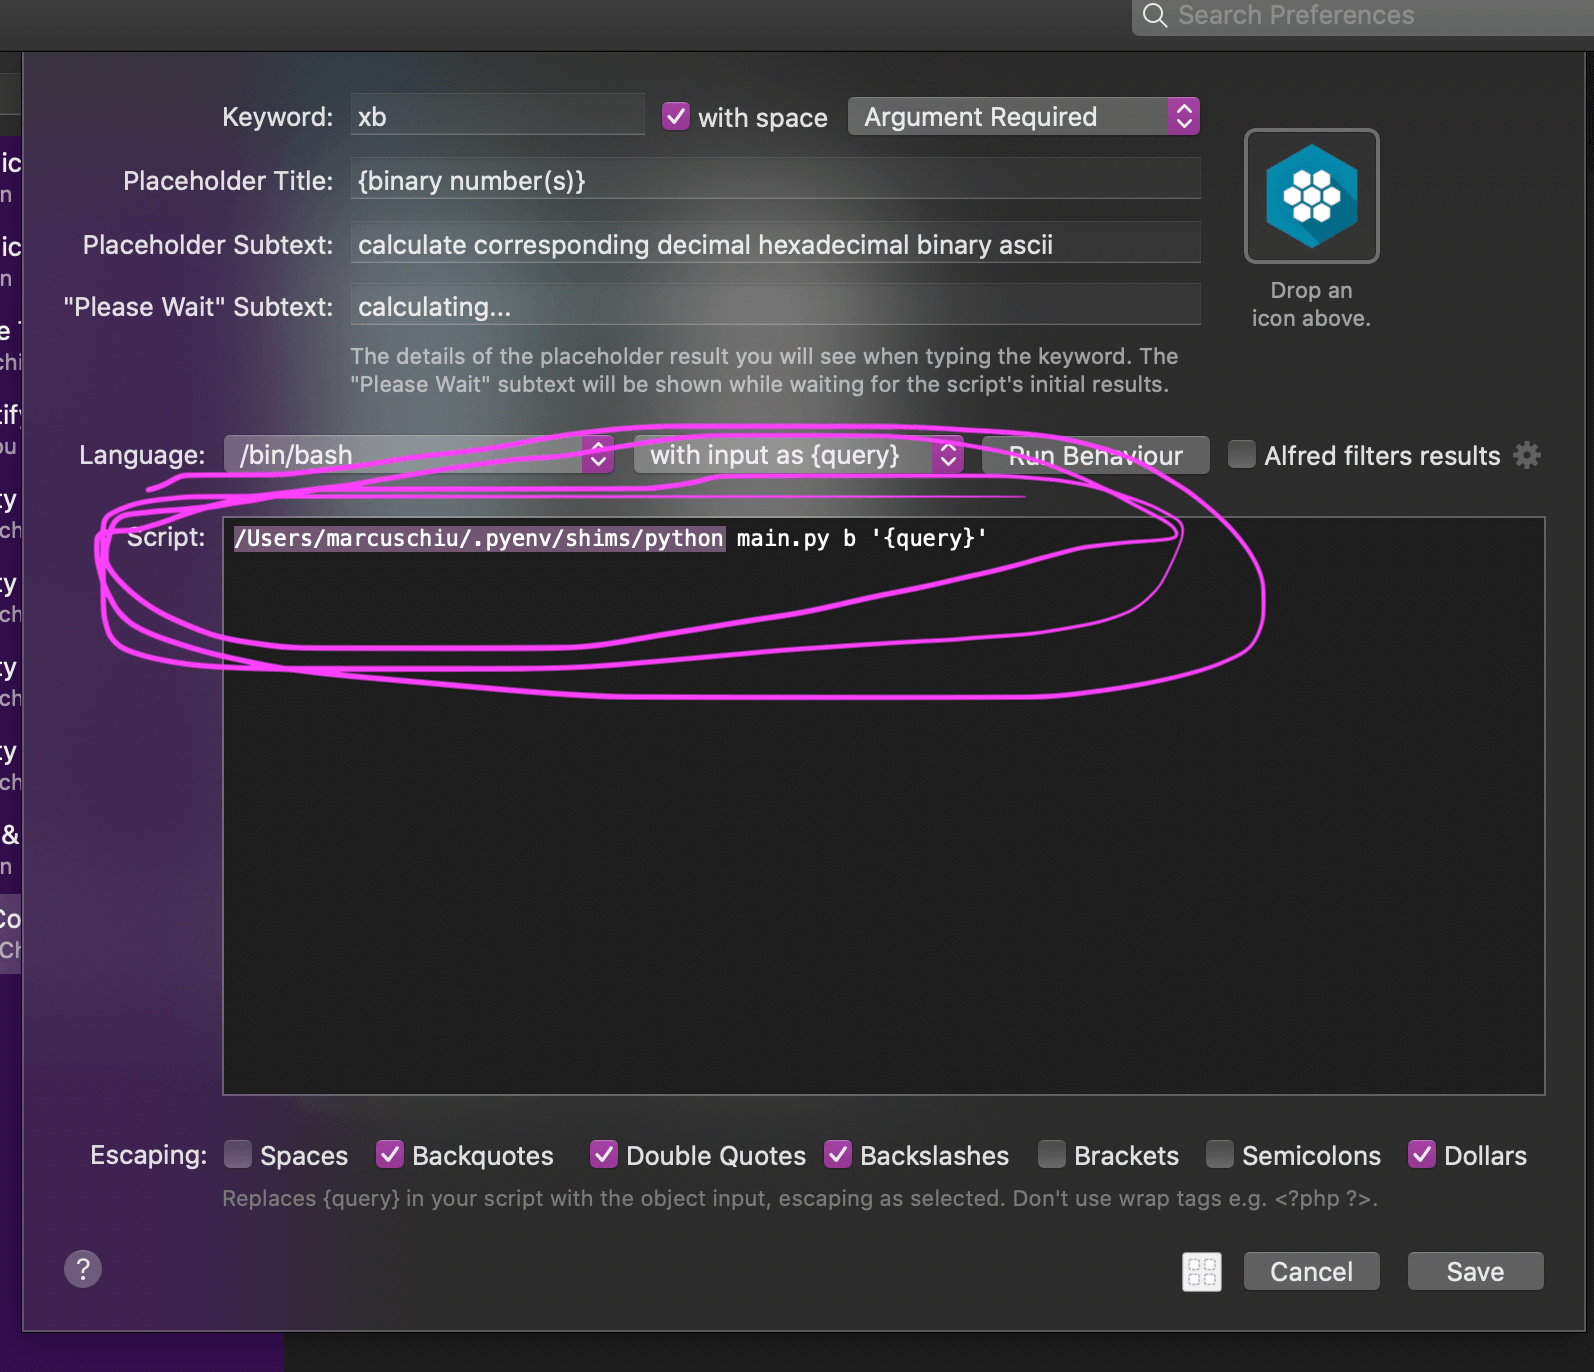 Search Preferences
Keyword: xb with space Argument Required
Placeholder Title: {binary number(s)}
Placeholder Subtext: calculate corresponding decimal hexadecimal binary ascii
"Please Wait" Subtext: calculating...
Drop an
icon above.
The details of the placeholder result you will see when typing the keyword. The
"Please Wait" subtext will be shown while waiting for the script's initial results.
Language: /bin/bash with input as {query} Run Behaviour Alfred filters results
Script: /Users/marcuschiu/.pyenv/shims/python main.py b '{query}'
Escaping: Spaces Backquotes Double Quotes Backslashes Brackets Semicolons Dollars
Replaces {query} in your script with the object input, escaping as selected. Don't use wrap tags e.g. <?php ?>.
? Cancel Save